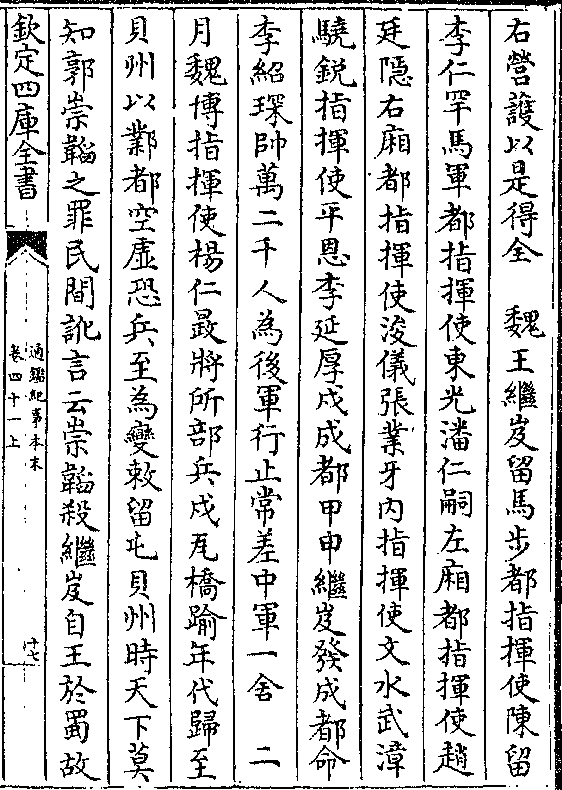 右營護以是得全　魏王繼岌留馬步都指揮使陳留
李仁罕馬軍都指揮使東光潘仁嗣左廂都指揮使趙
廷隱右廂都指揮使浚儀張業牙内指揮使文水武漳
驍鋭指揮使平恩李延厚戍成都甲申繼岌發成都命
李紹琛帥萬二千人為後軍行止常差中軍一舍　二
月魏博指揮使楊仁晸將所部兵戍瓦橋踰年代歸至
貝州以鄴都空虛恐兵至為變敕留屯貝州時天下莫
知郭崇韜之罪民間訛言云崇韜殺繼岌自王於蜀故
欽定四庫全書
通鑑紀事本末
卷四十一上
十七